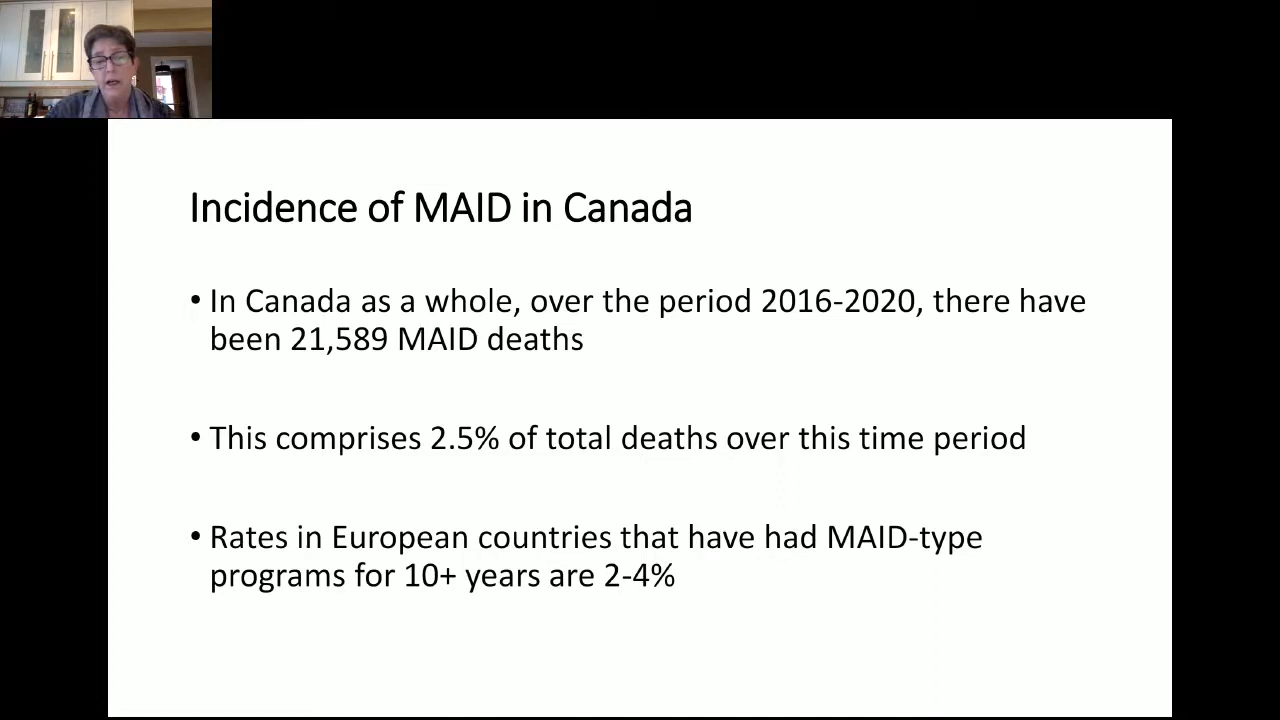 Incidence of MAID in Canada
• In Canada as a whole, over the period 2016-2020, there have
been 21,589 MAID deaths
• This comprises 2.5% of total deaths over this time period
• Rates in European countries that have had MAID-type
programs for 10+ years are 2-4%